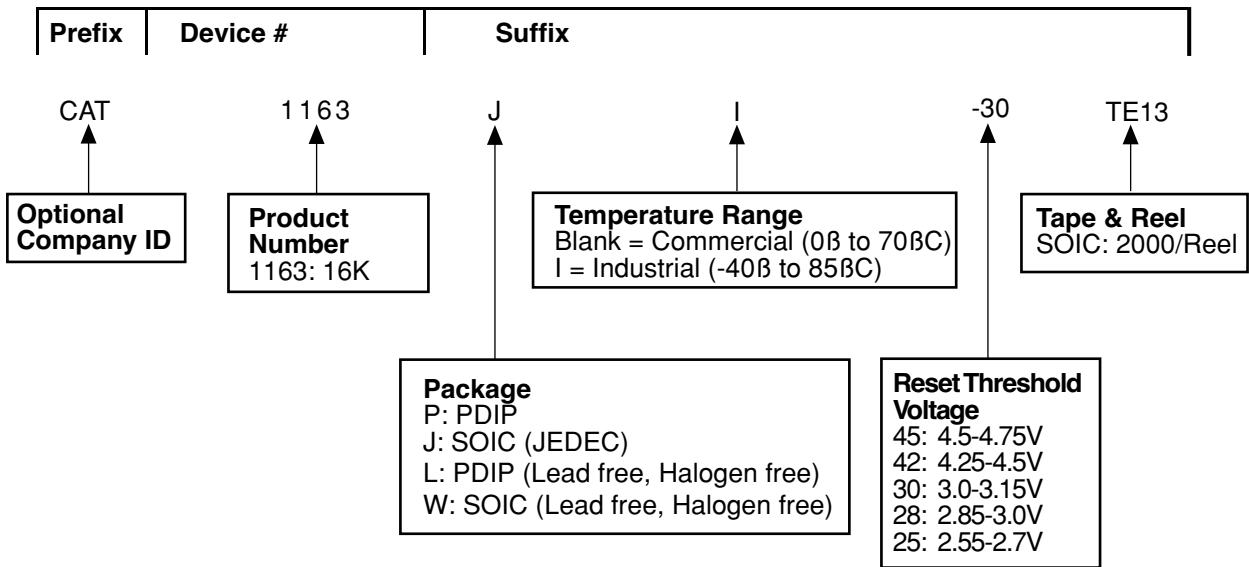 Prefix Device # Suffix
CAT 1163 J I -30 TE13
Optional
Company ID
Product
Number
1163: 16K
Temperature Range
Blank = Commercial (0ß to 70ßC)
I = Industrial (-40ß to 85ßC)
Tape & Reel
SOIC: 2000/Reel
Package
P: PDIP
J: SOIC (JEDEC)
L: PDIP (Lead free, Halogen free)
W: SOIC (Lead free, Halogen free)
Reset Threshold
Voltage
45: 4.5-4.75V
42: 4.25-4.5V
30: 3.0-3.15V
28: 2.85-3.0V
25: 2.55-2.7V